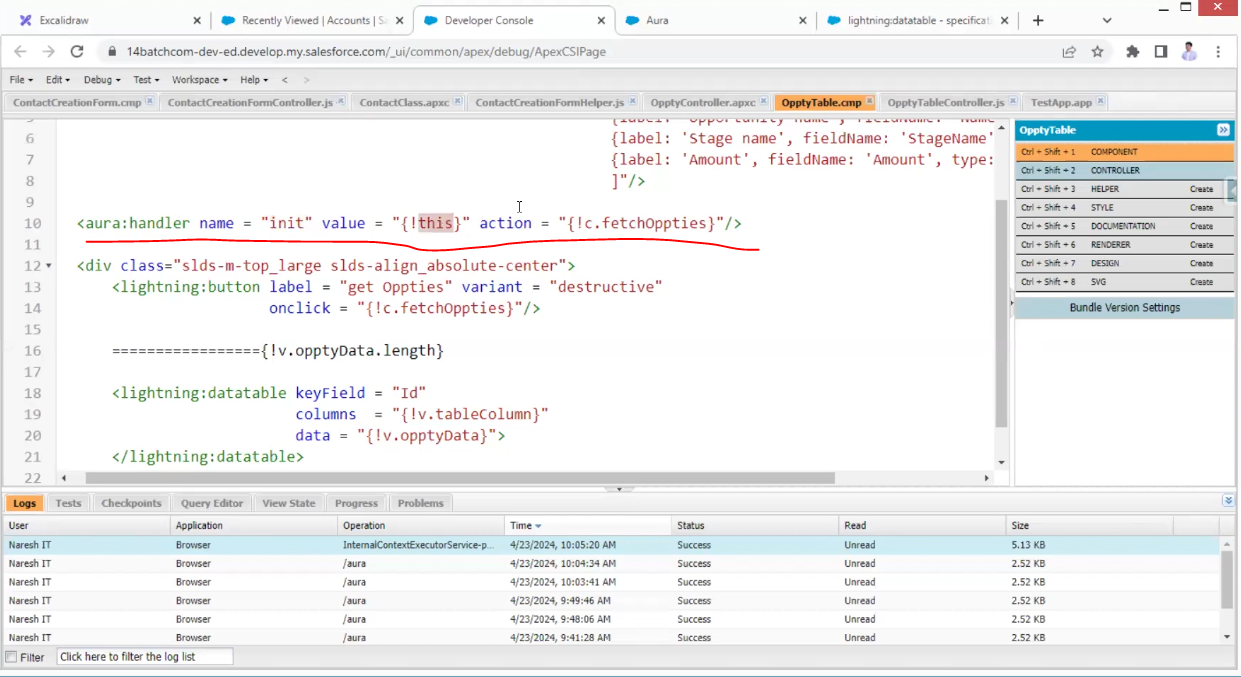 Excalidraw
Recently Viewed | Accounts | Sa
Developer Console
Aura
lightning:datatable - specificat
14batchcom-dev-ed.develop.my.salesforce.com/_ui/common/apex/debug/ApexCSIPage
File Edit Debug Test Workspace Help < >
ContactCreationForm.cmp ContactCreationFormController.js ContactClass.apxc ContactCreationFormHelper.js OpptyController.apxc OpptyTable.cmp OpptyTableController.js TestApp.app
{label: 'Opportunity name', fieldName: 'Name
6 {label: 'Stage name', fieldName: 'StageName'
7 {label: 'Amount', fieldName: 'Amount', type:
8 ]"/>
9
10 <aura:handler name = "init" value = "{!this}" action = "{!c.fetchOppties}"/>
11
12 <div class="slds-m-top_large slds-align_absolute-center">
13 <lightning:button label = "get Oppties" variant = "destructive"
14 onclick = "{!c.fetchOppties}"/>
15
16 ================={!v.opptyData.length}
17
18 <lightning:datatable keyField = "Id"
19 columns = "{!v.tableColumn}"
20 data = "{!v.opptyData}">
21 </lightning:datatable>
22
OpptyTable
Ctrl + Shift + 1 COMPONENT
Ctrl + Shift + 2 CONTROLLER
Ctrl + Shift + 3 HELPER Create
Ctrl + Shift + 4 STYLE Create
Ctrl + Shift + 5 DOCUMENTATION Create
Ctrl + Shift + 6 RENDERER Create
Ctrl + Shift + 7 DESIGN Create
Ctrl + Shift + 8 SVG Create
Bundle Version Settings
Logs Tests Checkpoints Query Editor View State Progress Problems
User Application Operation Time Status Read Size
Naresh IT Browser InternalContextExecutorService-p... 4/23/2024, 10:05:20 AM Success Unread 5.13 KB
Naresh IT Browser /aura 4/23/2024, 10:04:34 AM Success Unread 2.52 KB
Naresh IT Browser /aura 4/23/2024, 10:03:41 AM Success Unread 2.52 KB
Naresh IT Browser /aura 4/23/2024, 9:49:46 AM Success Unread 2.52 KB
Naresh IT Browser /aura 4/23/2024, 9:48:06 AM Success Unread 2.52 KB
Naresh IT Browser /aura 4/23/2024, 9:41:28 AM Success Unread 2.52 KB
Filter Click here to filter the log list